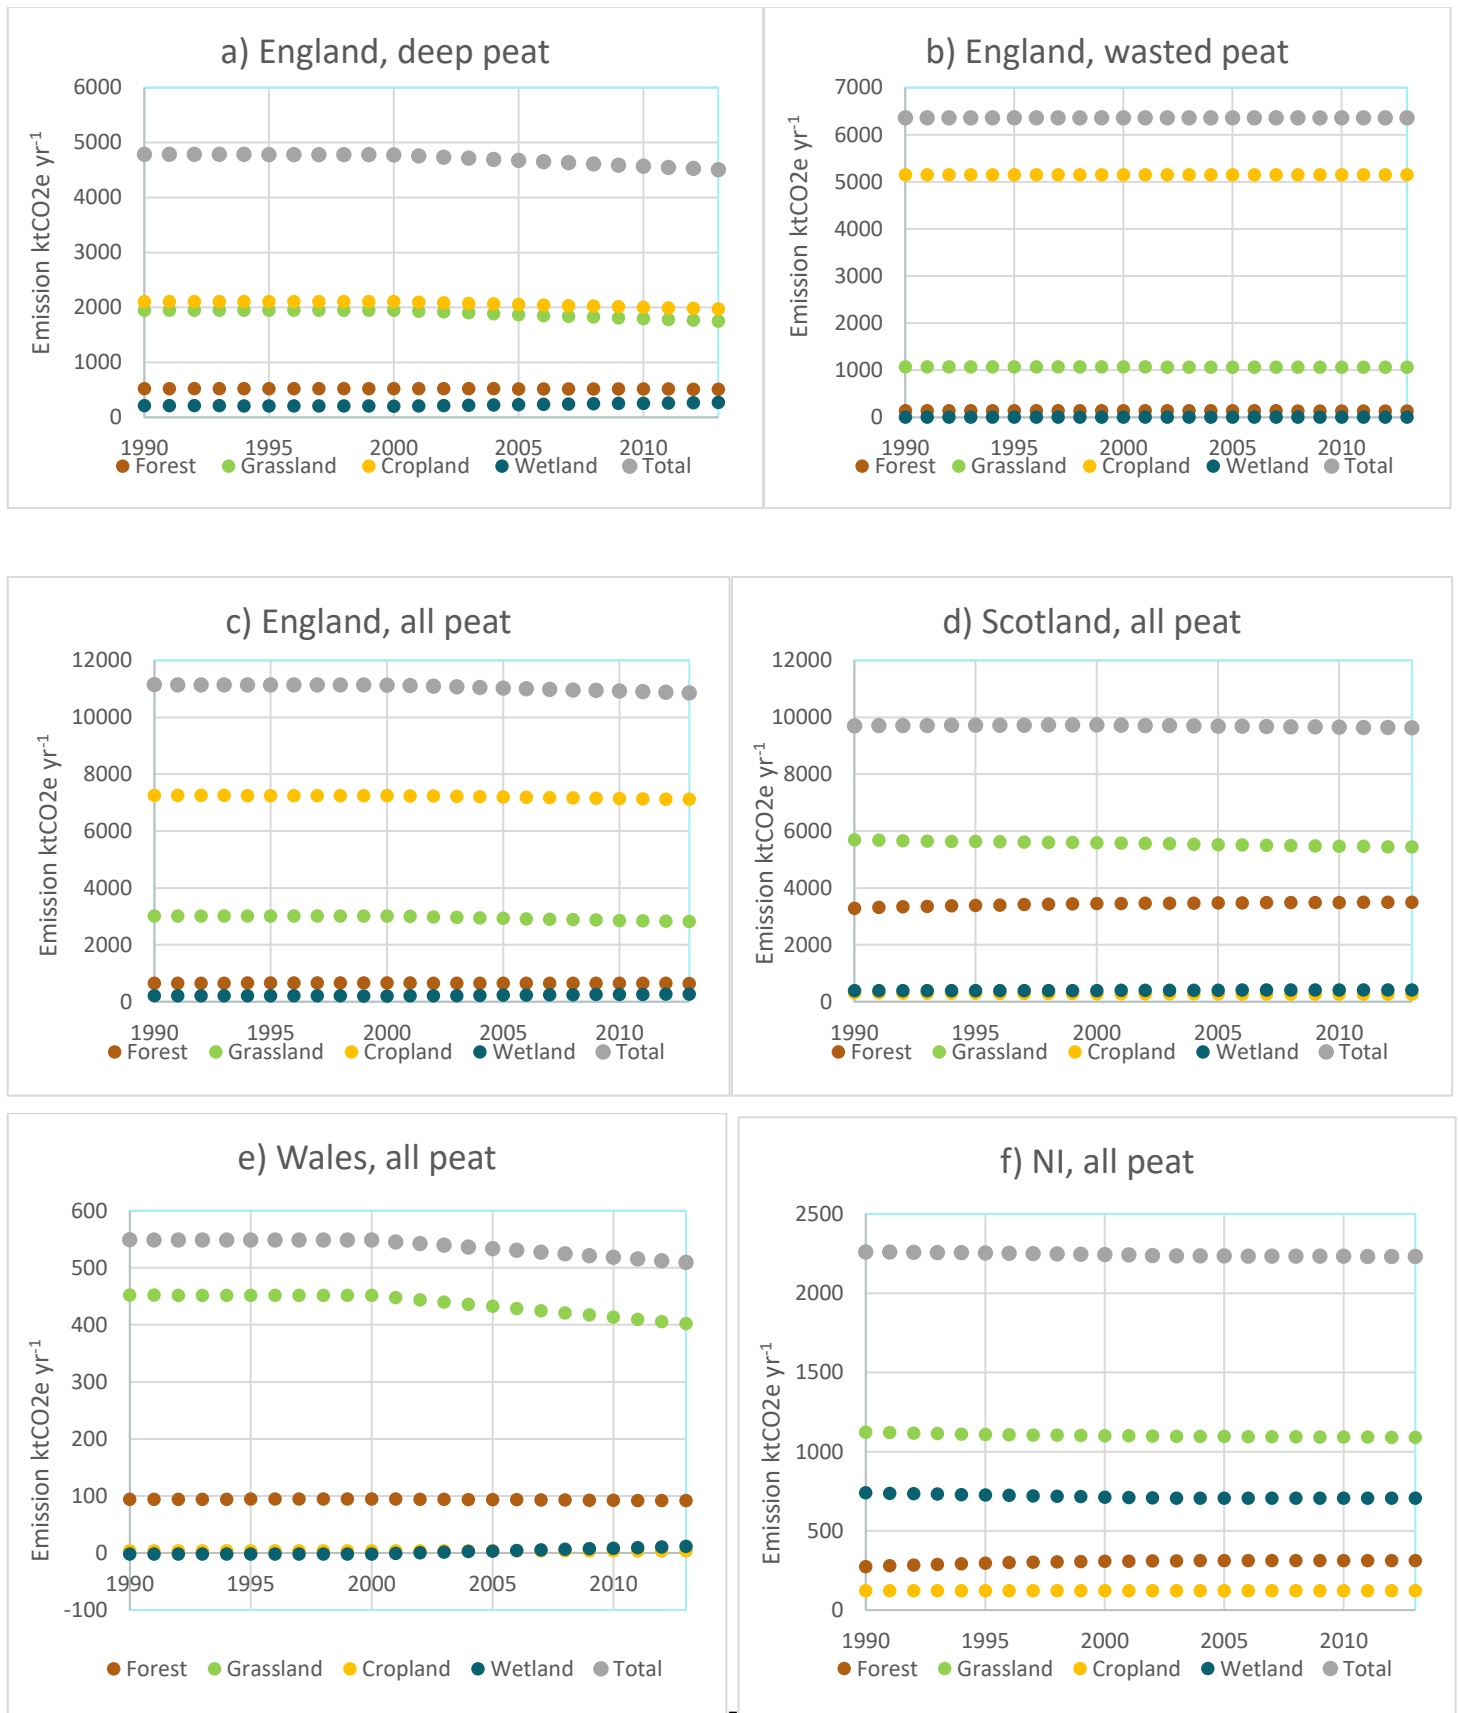 a) England, deep peat
6000
5000
4000
3000
2000
1000
0
Emission ktCO2e yr-1
1990 1995 2000 2005 2010
Forest Grassland Cropland Wetland Total
b) England, wasted peat
7000
6000
5000
4000
3000
2000
1000
0
Emission ktCO2e yr-1
1990 1995 2000 2005 2010
Forest Grassland Cropland Wetland Total
c) England, all peat
12000
10000
8000
6000
4000
2000
0
Emission ktCO2e yr-1
1990 1995 2000 2005 2010
Forest Grassland Cropland Wetland Total
d) Scotland, all peat
12000
10000
8000
6000
4000
2000
0
Emission ktCO2e yr-1
1990 1995 2000 2005 2010
Forest Grassland Cropland Wetland Total
e) Wales, all peat
600
500
400
300
200
100
0
-100
Emission ktCO2e yr-1
1990 1995 2000 2005 2010
Forest Grassland Cropland Wetland Total
f) NI, all peat
2500
2000
1500
1000
500
0
Emission ktCO2e yr-1
1990 1995 2000 2005 2010
Forest Grassland Cropland Wetland Total